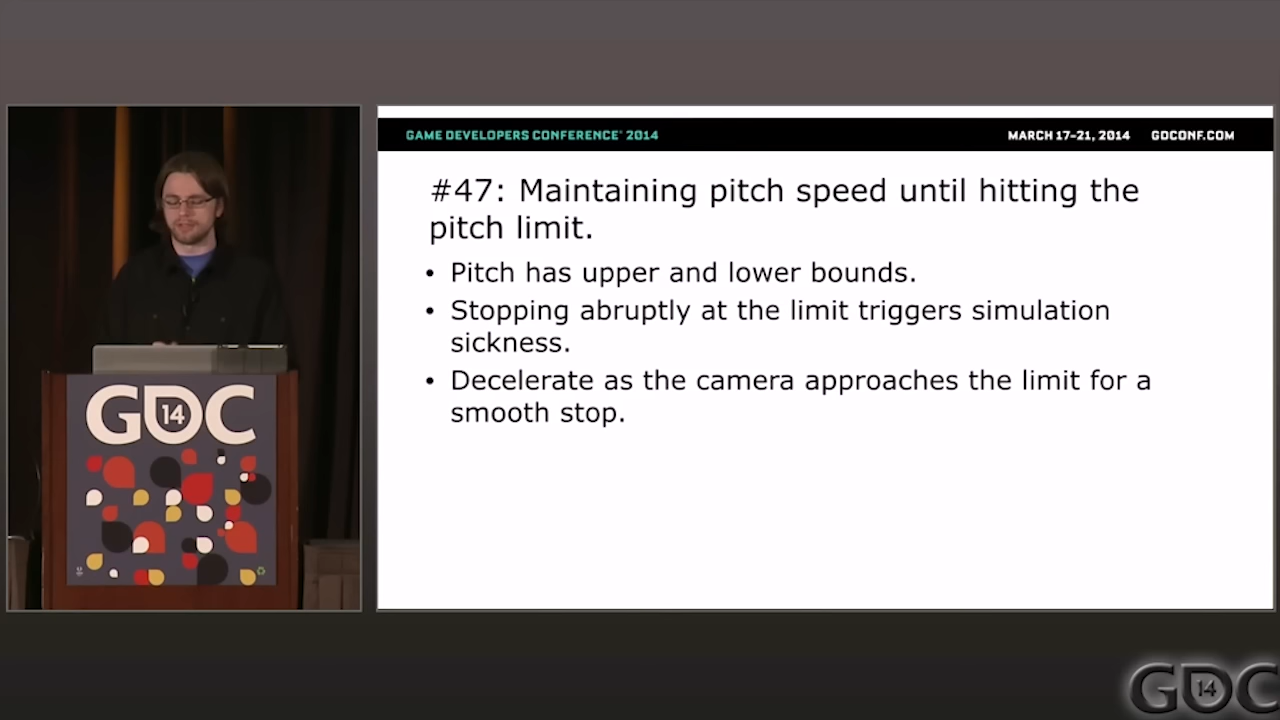 GAME DEVELOPERS CONFERENCE® 2014
MARCH 17–21, 2014 GDCONF.COM
#47: Maintaining pitch speed until hitting the
pitch limit.
• Pitch has upper and lower bounds.
• Stopping abruptly at the limit triggers simulation
sickness.
• Decelerate as the camera approaches the limit for a
smooth stop.
GDC
14
GDC
14